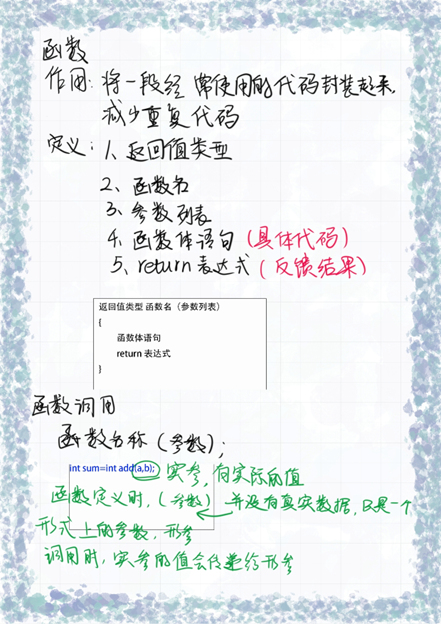 函数
作用:将一段经常使用的代码封装起来,
减少重复代码
定义:1、返回值类型
2、函数名
3、参数列表
4、函数体语句(具体代码)
5、return表达式(反馈结果)
返回值类型 函数名(参数列表)
{
函数体语句
return 表达式
}
函数调用
函数名称(参数);
int sum=int add(a,b); 实参,有实际的值
函数定义时,(参数) 并没有真实数据,只是一个
形式上的参数,形参
调用时,实参的值会传递给形参